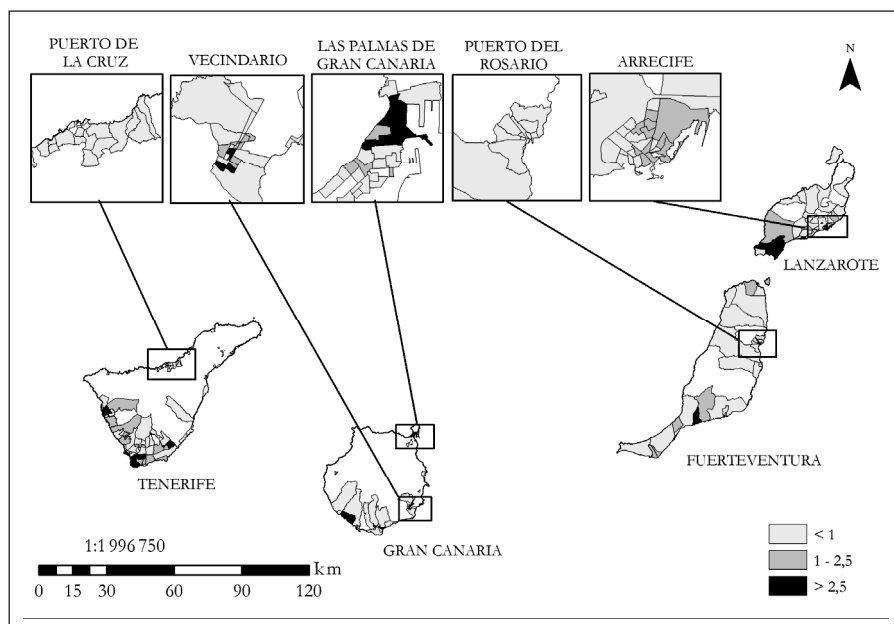 PUERTO DE
LA CRUZ
VECINDARIO
LAS PALMAS DE
GRAN CANARIA
PUERTO DEL
ROSARIO
ARRECIFE
N
LANZAROTE
FUERTEVENTURA
TENERIFE
GRAN CANARIA
1:1 996 750
km
0 15 30 60 90 120
< 1
1 - 2,5
> 2,5